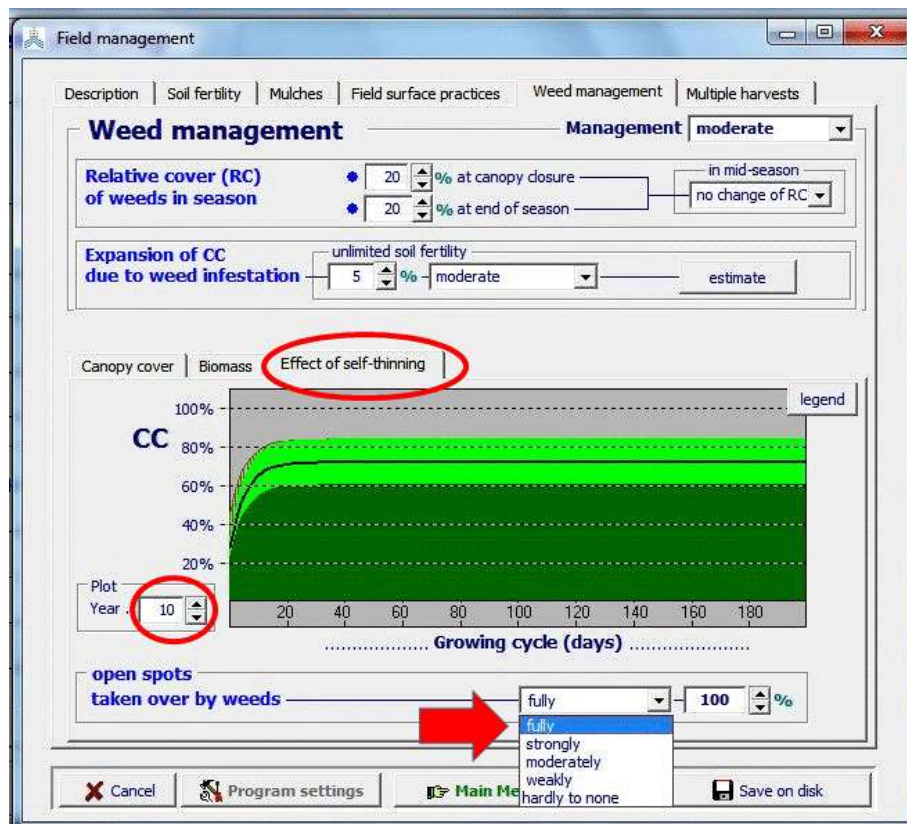 Field management
Description Soil fertility Mulches Field surface practices Weed management Multiple harvests
Weed management Management moderate
Relative cover (RC) of weeds in season
20 % at canopy closure
20 % at end of season
in mid-season
no change of RC
Expansion of CC due to weed infestation
unlimited soil fertility
5 % moderate estimate
Canopy cover Biomass Effect of self-thinning
legend
CC
100%
80%
60%
40%
20%
Plot
Year 10
20 40 60 80 100 120 140 160 180
Growing cycle (days)
open spots
taken over by weeds fully 100 %
fully
strongly
moderately
weakly
hardly to none
Cancel Program settings Main Me Save on disk